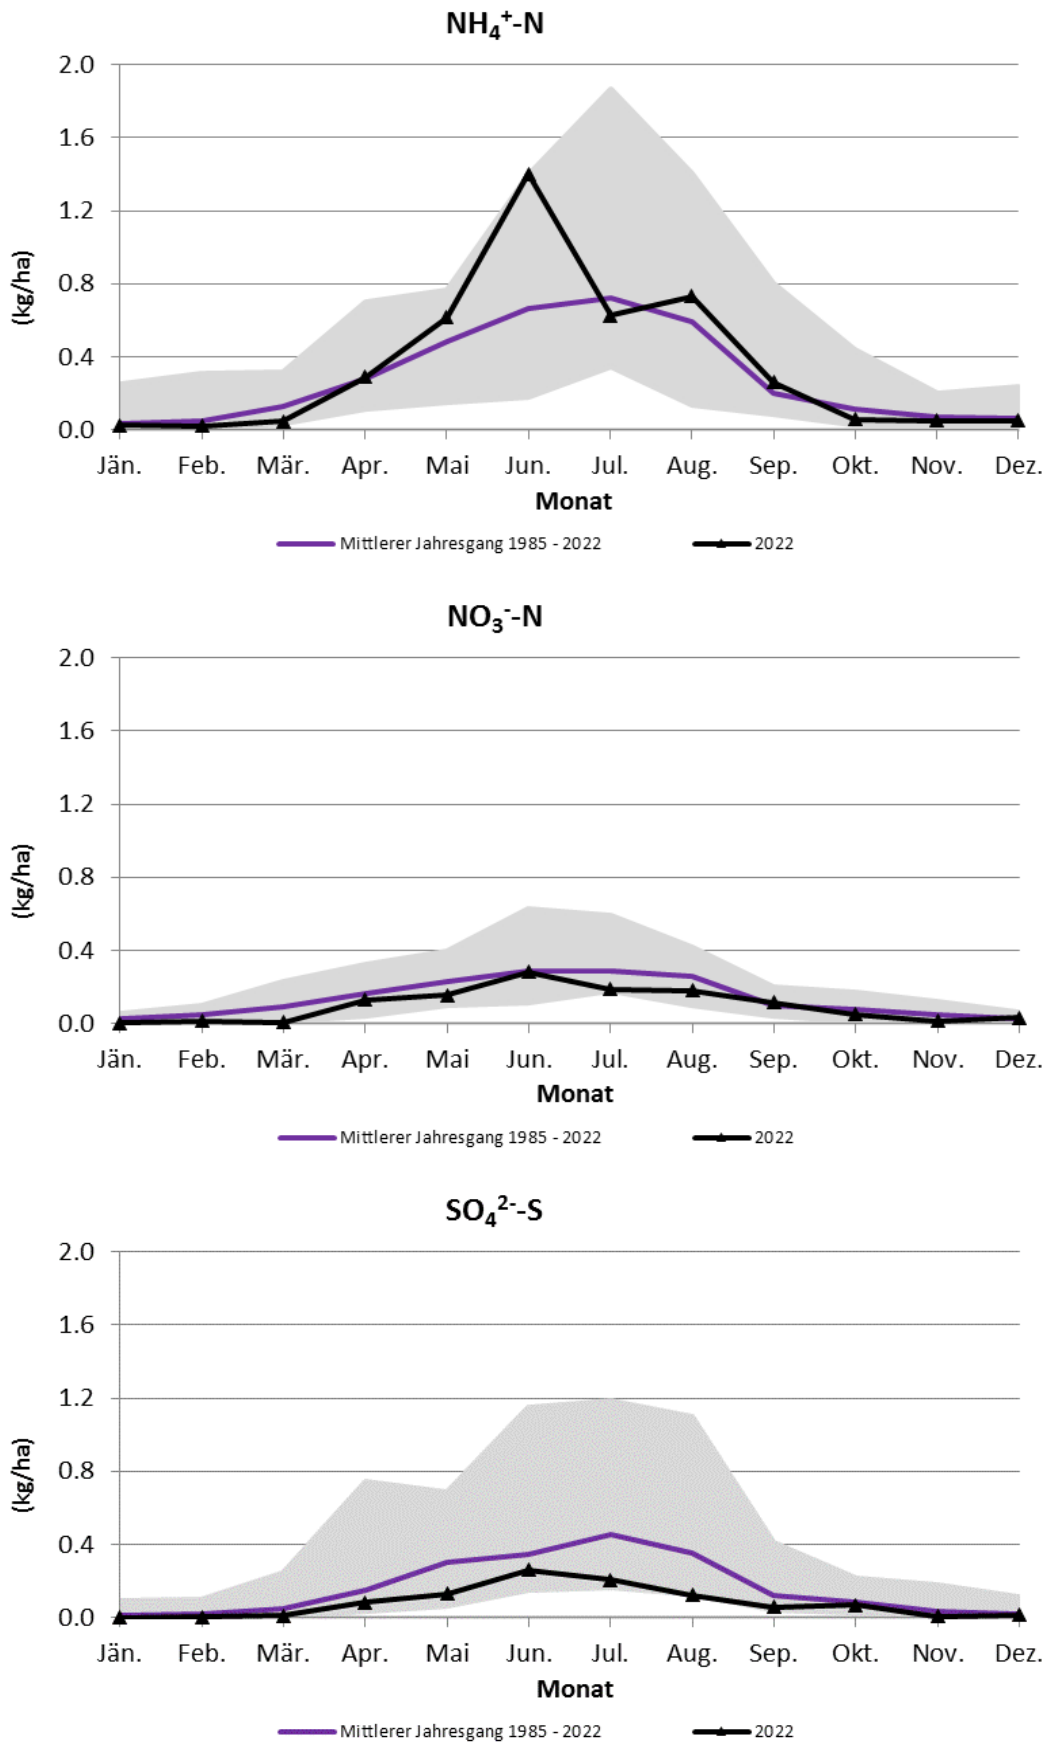 NH₄⁺-N
2.0
1.6
1.2
0.8
0.4
0.0
(kg/ha)
Jän. Feb. Mär. Apr. Mai Jun. Jul. Aug. Sep. Okt. Nov. Dez.
Monat
Mittlerer Jahresgang 1985 - 2022 2022
NO₃⁻-N
2.0
1.6
1.2
0.8
0.4
0.0
(kg/ha)
Jän. Feb. Mär. Apr. Mai Jun. Jul. Aug. Sep. Okt. Nov. Dez.
Monat
Mittlerer Jahresgang 1985 - 2022 2022
SO₄²⁻-S
2.0
1.6
1.2
0.8
0.4
0.0
(kg/ha)
Jän. Feb. Mär. Apr. Mai Jun. Jul. Aug. Sep. Okt. Nov. Dez.
Monat
Mittlerer Jahresgang 1985 - 2022 2022